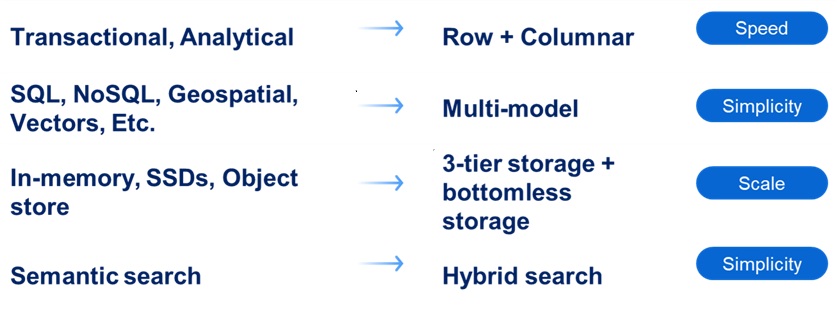 Transactional, Analytical
Row + Columnar
Speed
SQL, NoSQL, Geospatial,
Vectors, Etc.
Multi-model
Simplicity
In-memory, SSDs, Object
store
3-tier storage +
bottomless
storage
Scale
Semantic search
Hybrid search
Simplicity